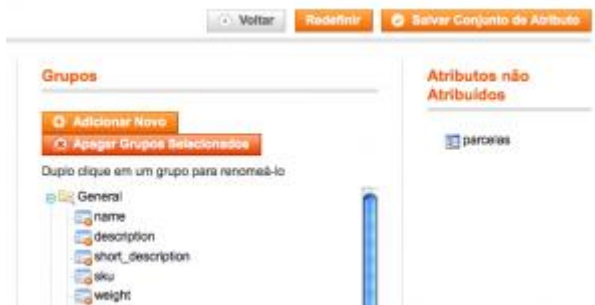 Voltar Redefinir Salvar Conjunto de Atributo
Grupos
Adicionar Novo
Apagar Grupos Selecionados
Duplo clique em um grupo para renomeá-lo
General
name
description
short_description
sku
weight
Atributos não
Atribuídos
parcelas